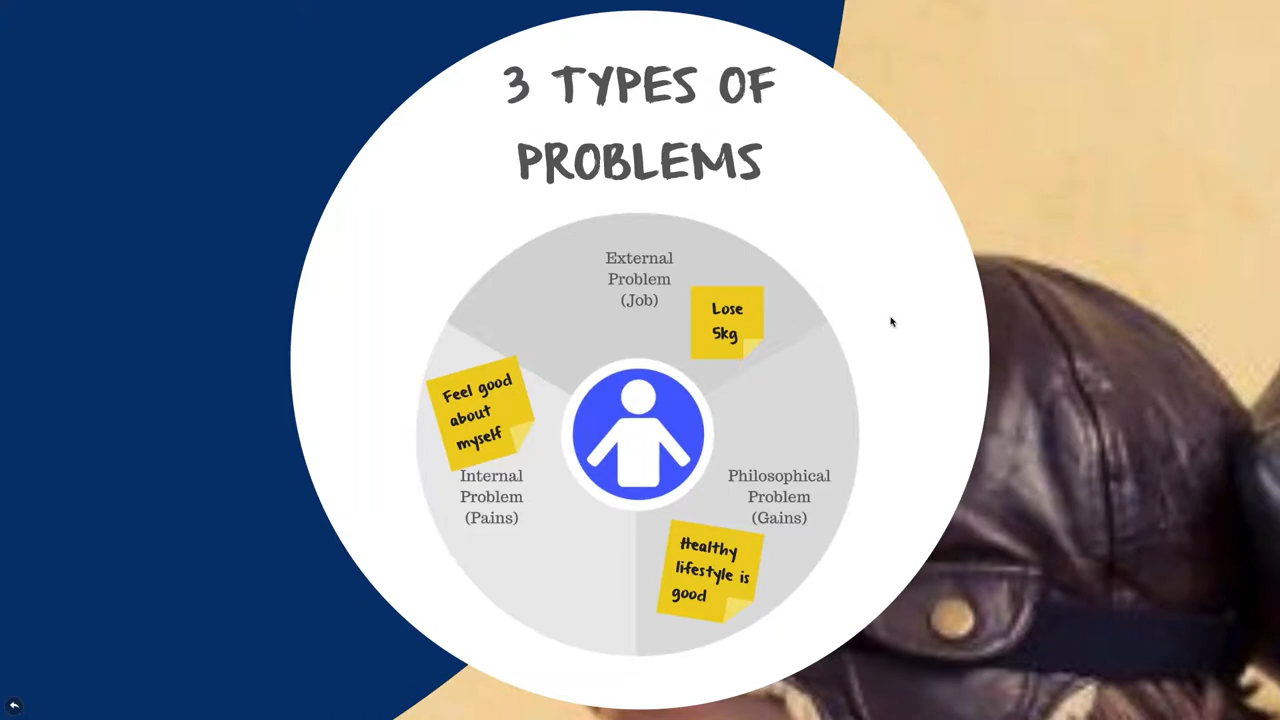 3 TYPES OF
PROBLEMS
External
Problem
(Job)
Lose
5kg
Feel good
about
myself
Internal
Problem
(Pains)
Philosophical
Problem
(Gains)
Healthy
lifestyle is
good